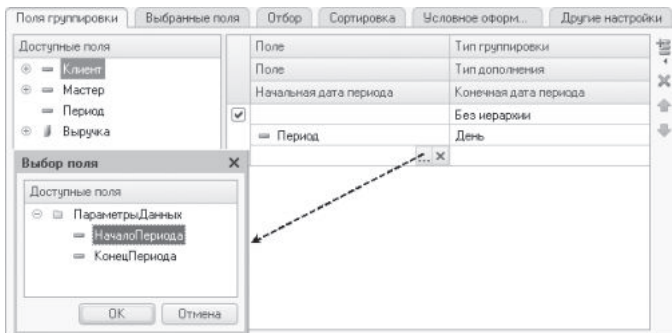 Поля группировки Выбранные поля Отбор Сортировка Условное оформ... Другие настройки
Доступные поля
Клиент
Мастер
Период
Выручка
Поле Тип группировки
Поле Тип дополнения
Начальная дата периода Конечная дата периода
Без иерархии
Период День
... ×
Выбор поля ×
Доступные поля
ПараметрыДанных
НачалоПериода
КонецПериода
OK Отмена